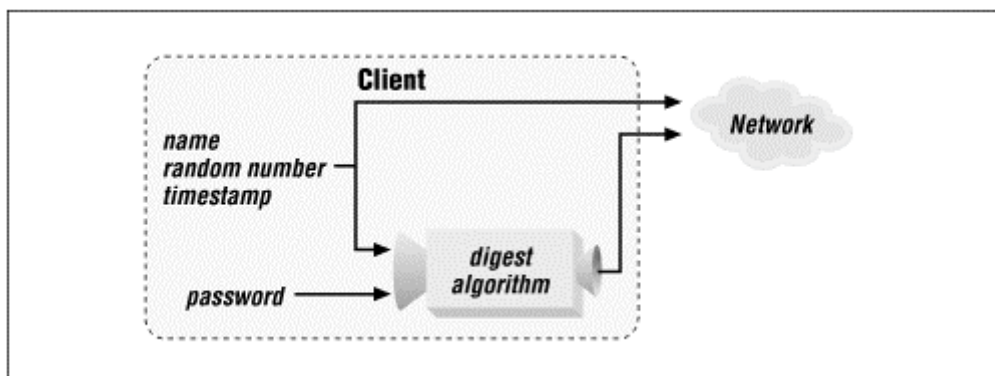 Client
name
random number
timestamp
password
digest
algorithm
Network